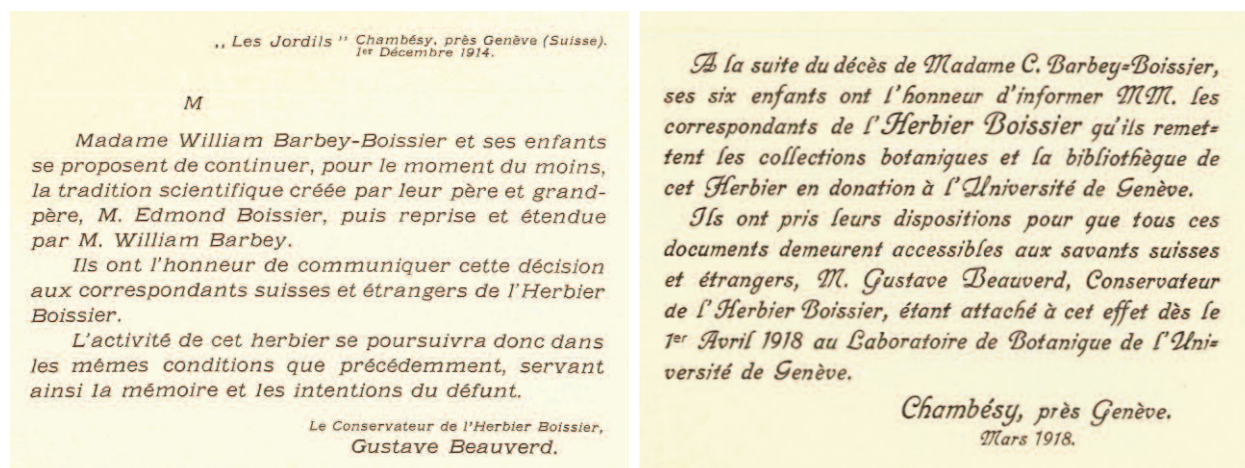 „ Les Jordils " Chambésy, près Genève (Suisse).
1er Décembre 1914.
M
Madame William Barbey-Boissier et ses enfants
se proposent de continuer, pour le moment du moins,
la tradition scientifique créée par leur père et grand-
père, M. Edmond Boissier, puis reprise et étendue
par M. William Barbey.
Ils ont l'honneur de communiquer cette décision
aux correspondants suisses et étrangers de l'Herbier
Boissier.
L'activité de cet herbier se poursuivra donc dans
les mêmes conditions que précédemment, servant
ainsi la mémoire et les intentions du défunt.
Le Conservateur de l'Herbier Boissier,
Gustave Beauverd.
A la suite du décès de Madame C. Barbey=Boissier,
ses six enfants ont l'honneur d'informer MM. les
correspondants de l'Herbier Boissier qu'ils remet=
tent les collections botaniques et la bibliothèque de
cet Herbier en donation à l'Université de Genève.
Ils ont pris leurs dispositions pour que tous ces
documents demeurent accessibles aux savants suisses
et étrangers, M. Gustave Beauverd, Conservateur
de l'Herbier Boissier, étant attaché à cet effet dès le
1er Avril 1918 au Laboratoire de Botanique de l'Uni=
versité de Genève.
Chambésy, près Genève.
Mars 1918.